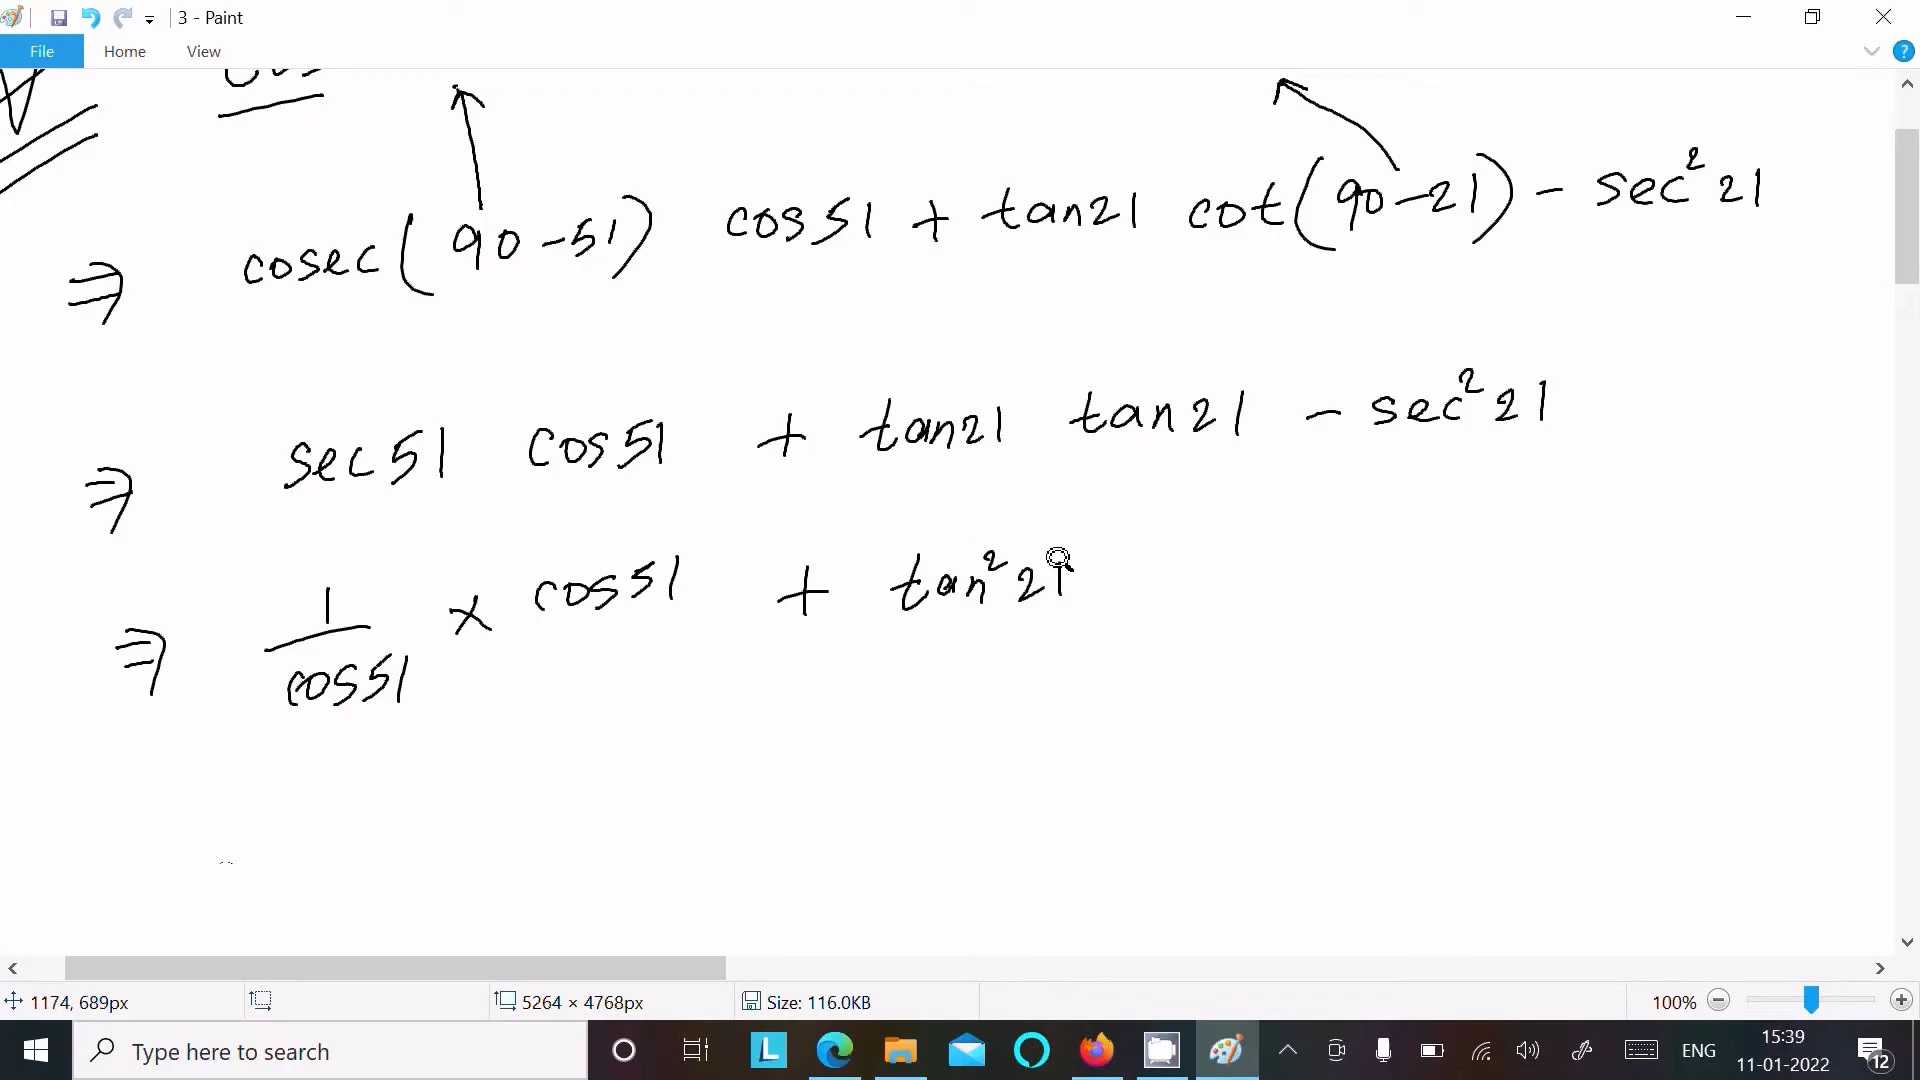 3 - Paint
File Home View
⇒ cosec(90-51) cos51 + tan21 cot(90-21) - sec²21
⇒ sec51 cos51 + tan21 tan21 - sec²21
⇒ 1/cos51 × cos51 + tan²21
1174, 689px 5264 × 4768px Size: 116.0KB 100%
Type here to search L ENG 15:39
11-01-2022 12